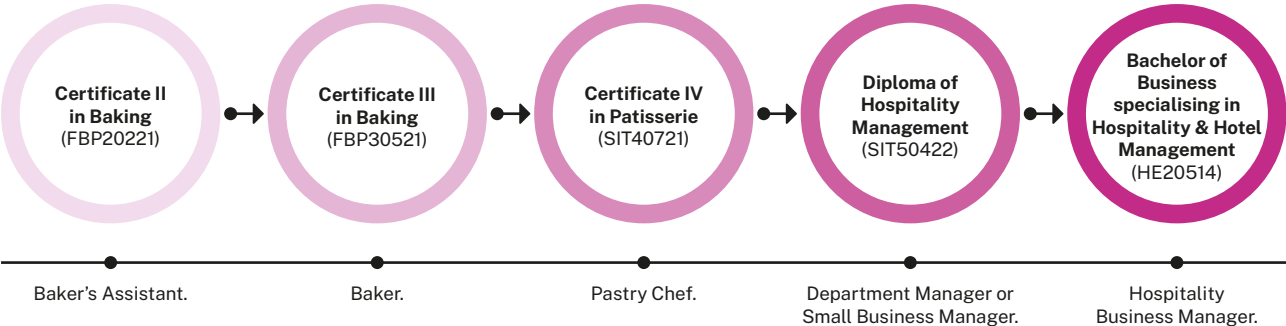 Certificate II
in Baking
(FBP20221)
Certificate III
in Baking
(FBP30521)
Certificate IV
in Patisserie
(SIT40721)
Diploma of
Hospitality
Management
(SIT50422)
Bachelor of
Business
specialising in
Hospitality & Hotel
Management
(HE20514)
Baker’s Assistant.
Baker.
Pastry Chef.
Department Manager or
Small Business Manager.
Hospitality
Business Manager.